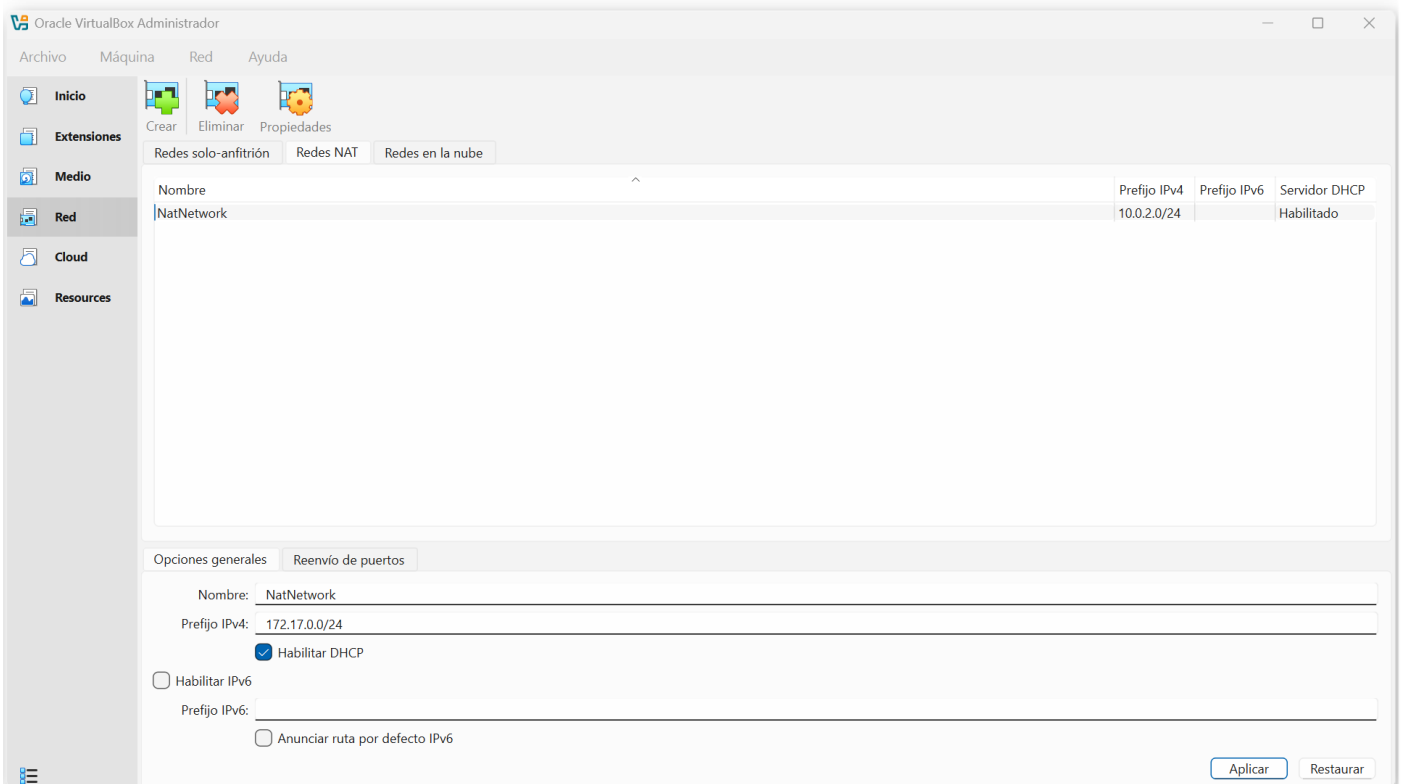 Oracle VirtualBox Administrador
Archivo Máquina Red Ayuda
Inicio
Extensiones
Medio
Red
Cloud
Resources
Crear Eliminar Propiedades
Redes solo-anfitrión Redes NAT Redes en la nube
Nombre Prefijo IPv4 Prefijo IPv6 Servidor DHCP
NatNetwork 10.0.2.0/24 Habilitado
Opciones generales Reenvío de puertos
Nombre: NatNetwork
Prefijo IPv4: 172.17.0.0/24
Habilitar DHCP
Habilitar IPv6
Prefijo IPv6:
Anunciar ruta por defecto IPv6
Aplicar Restaurar